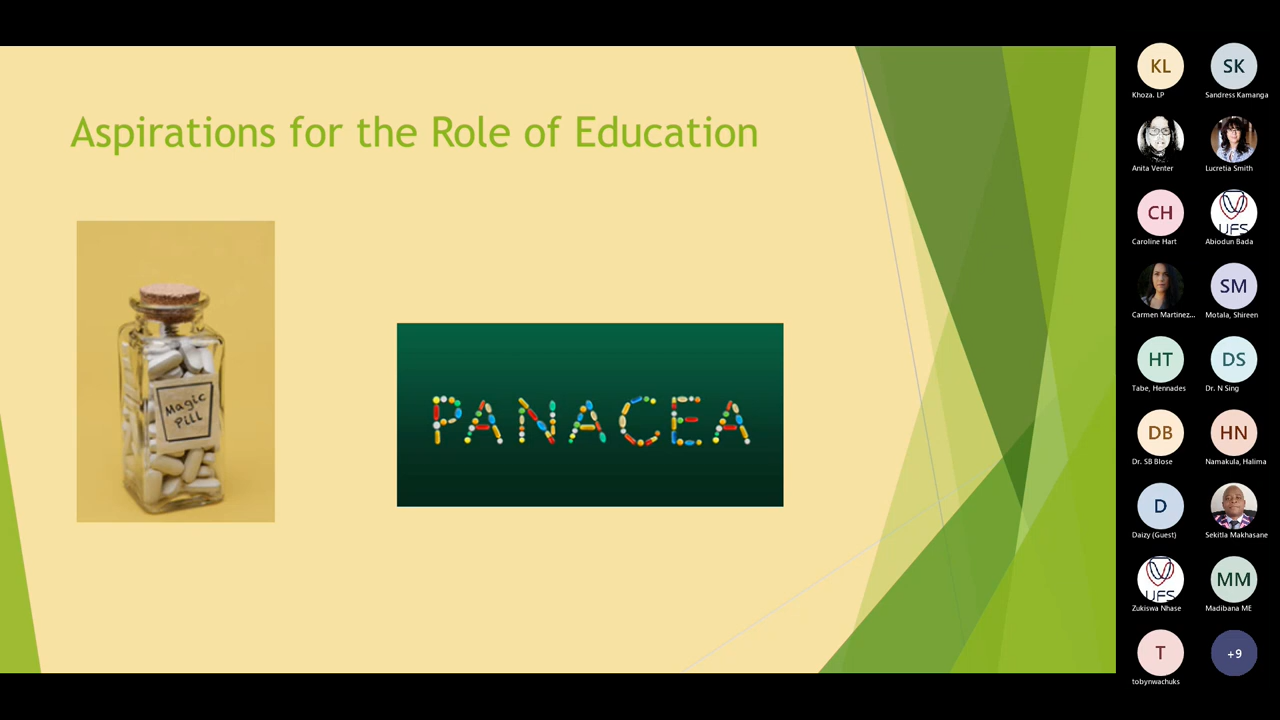 Aspirations for the Role of Education
Magic
Pill
PANACEA
KL
SK
Khoza. LP
Sandress Kamanga
Anita Venter
Lucretia Smith
CH
UFS
Caroline Hart
Abiodun Bada
SM
Carmen Martinez...
Motala, Shireen
HT
DS
Tabe, Hennades
Dr. N Sing
DB
HN
Dr. SB Blose
Namakula, Halima
D
Daizy (Guest)
Sekitla Makhasane
UFS
MM
Zukiswa Nhase
Madibana ME
T
+9
tobynwachuks